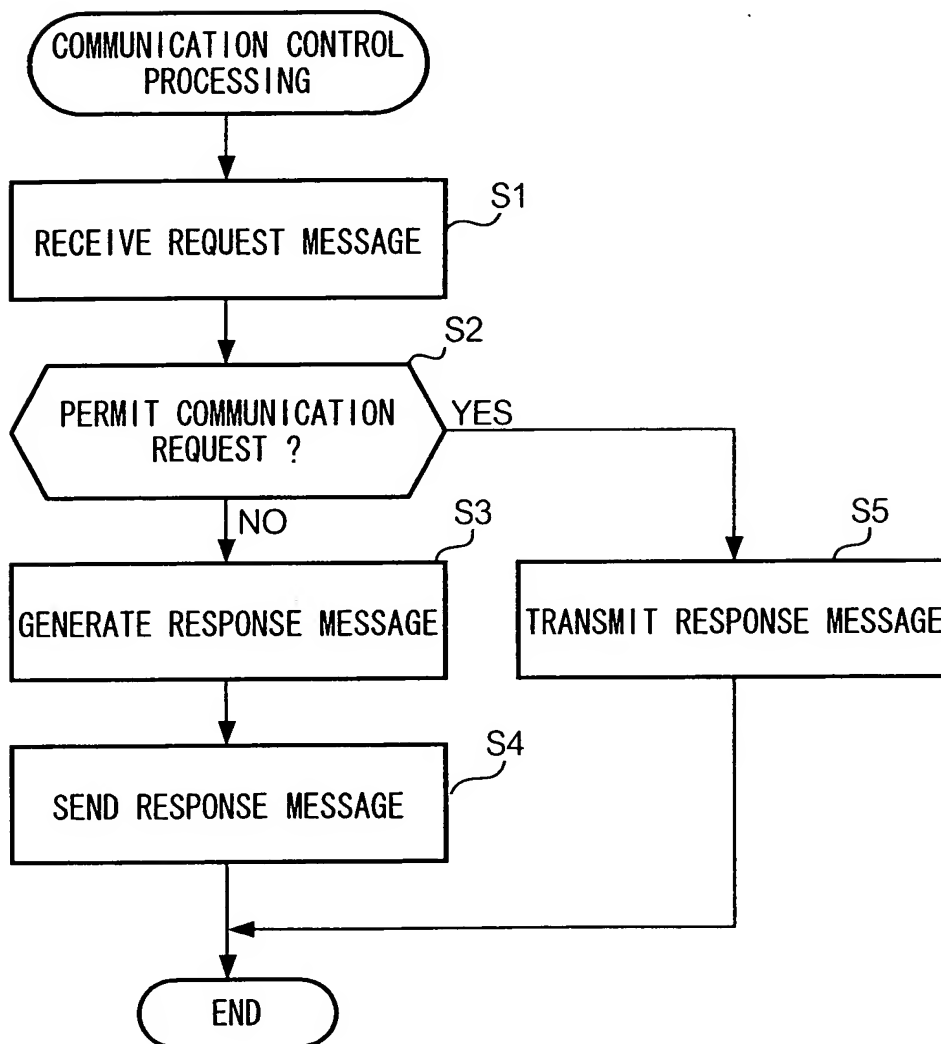 COMMUNICATION CONTROL
PROCESSING
S1
RECEIVE REQUEST MESSAGE
S2
PERMIT COMMUNICATION
REQUEST ?
YES
NO
S3
GENERATE RESPONSE MESSAGE
S5
TRANSMIT RESPONSE MESSAGE
S4
SEND RESPONSE MESSAGE
END